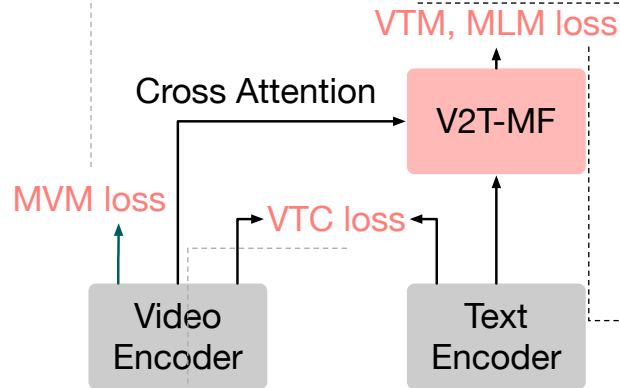 VTM, MLM loss
Cross Attention
V2T-MF
MVM loss
VTC loss
Video
Encoder
Text
Encoder